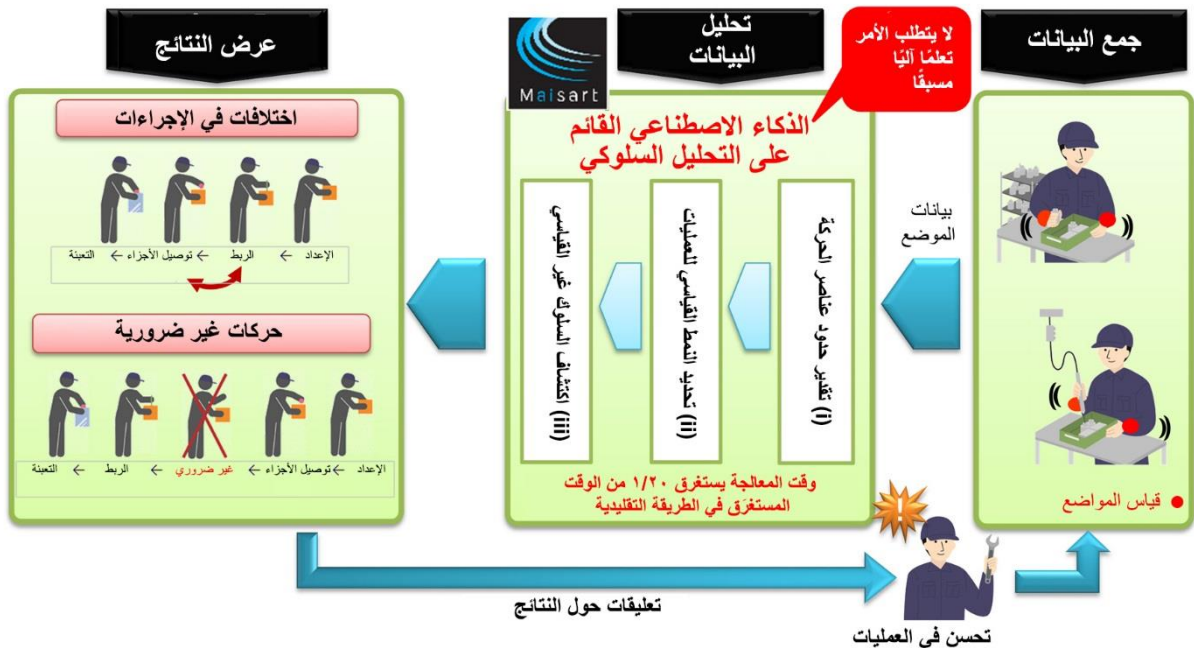 جمع البيانات
قياس المواضع
بيانات
الموضع
لا يتطلب الأمر
تعلمًا آليًا
مسبقًا
تحليل
البيانات
Maisart
الذكاء الاصطناعي القائم
على التحليل السلوكي
(i) تقدير حدود عناصر الحركة
(ii) تحديد النمط القياسي للعمليات
(iii) اكتشاف السلوك غير القياسي
وقت المعالجة يستغرق ١/٢٠ من الوقت
المستغرَق في الطريقة التقليدية
عرض النتائج
اختلافات في الإجراءات
الإعداد ← الربط ← توصيل الأجزاء ← التعبئة
حركات غير ضرورية
الإعداد ← توصيل الأجزاء ← غير ضروري ← الربط ← التعبئة
تعليقات حول النتائج
!
تحسن في العمليات